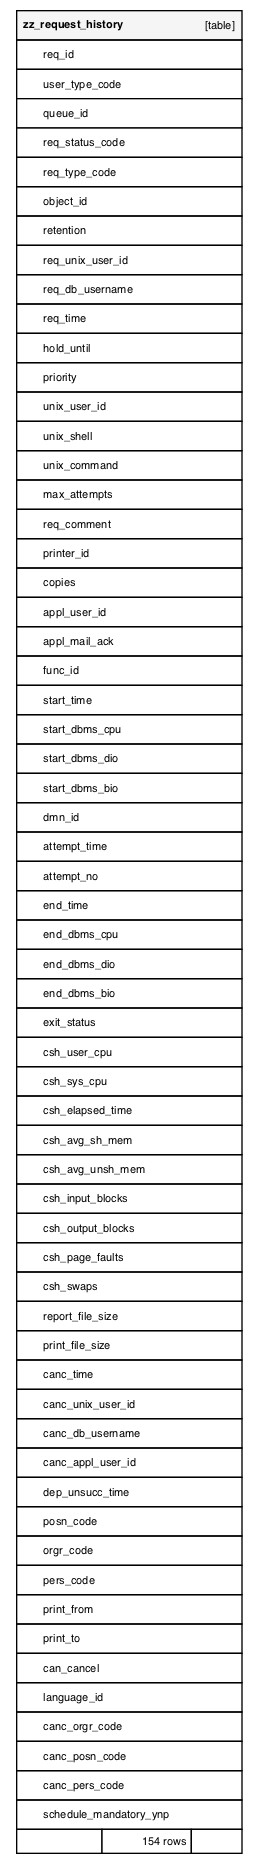 zz_request_history [table]
req_id
user_type_code
queue_id
req_status_code
req_type_code
object_id
retention
req_unix_user_id
req_db_username
req_time
hold_until
priority
unix_user_id
unix_shell
unix_command
max_attempts
req_comment
printer_id
copies
appl_user_id
appl_mail_ack
func_id
start_time
start_dbms_cpu
start_dbms_dio
start_dbms_bio
dmn_id
attempt_time
attempt_no
end_time
end_dbms_cpu
end_dbms_dio
end_dbms_bio
exit_status
csh_user_cpu
csh_sys_cpu
csh_elapsed_time
csh_avg_sh_mem
csh_avg_unsh_mem
csh_input_blocks
csh_output_blocks
csh_page_faults
csh_swaps
report_file_size
print_file_size
canc_time
canc_unix_user_id
canc_db_username
canc_appl_user_id
dep_unsucc_time
posn_code
orgr_code
pers_code
print_from
print_to
can_cancel
language_id
canc_orgr_code
canc_posn_code
canc_pers_code
schedule_mandatory_ynp
154 rows